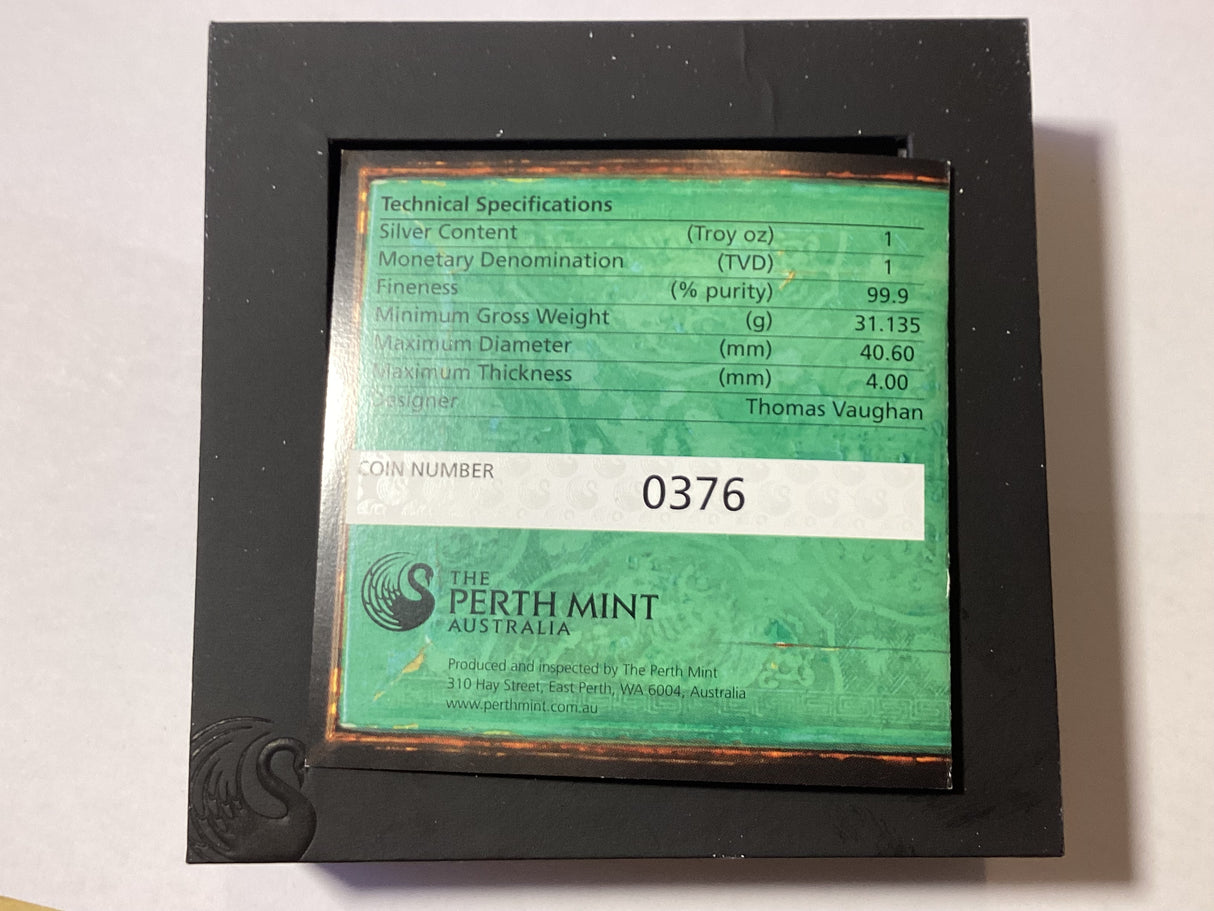 Technical Specifications
Silver Content (Troy oz) 1
Monetary Denomination (TVD) 1
Fineness (% purity) 99.9
Minimum Gross Weight (g) 31.135
Maximum Diameter (mm) 40.60
Maximum Thickness (mm) 4.00
Designer Thomas Vaughan
COIN NUMBER 0376
THE
PERTH MINT
AUSTRALIA
Produced and inspected by The Perth Mint
310 Hay Street, East Perth, WA 6004, Australia
www.perthmint.com.au